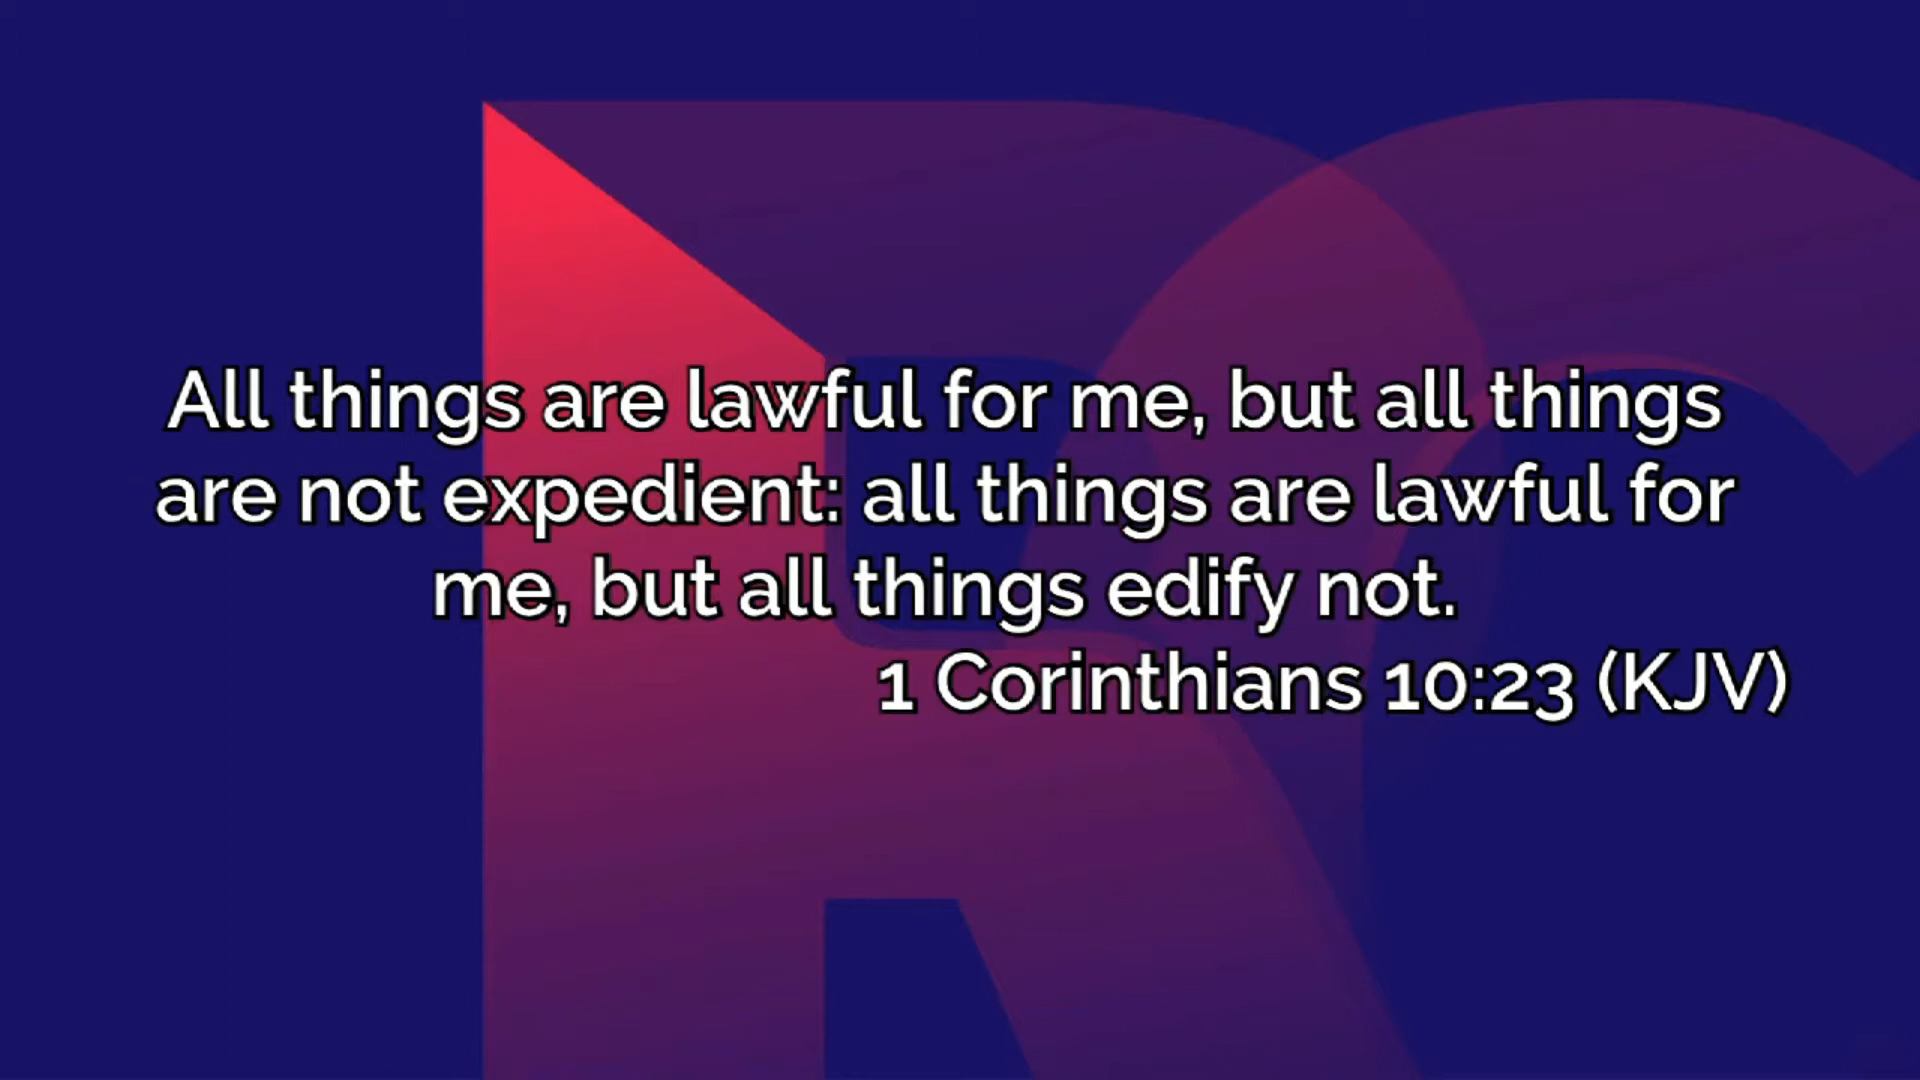 All things are lawful for me, but all things
are not expedient: all things are lawful for
me, but all things edify not.
1 Corinthians 10:23 (KJV)